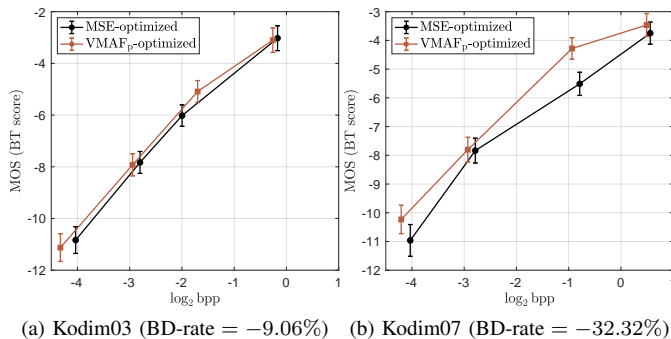 MSE-optimized
VMAFp-optimized
-2
-4
-6
-8
-10
-12
MOS (BT score)
-4
-3
-2
-1
0
1
log2 bpp
MSE-optimized
VMAFp-optimized
-3
-4
-5
-6
-7
-8
-9
-10
-11
-12
MOS (BT score)
-4
-3
-2
-1
0
1
log2 bpp
(a) Kodim03 (BD-rate = −9.06%)
(b) Kodim07 (BD-rate = −32.32%)